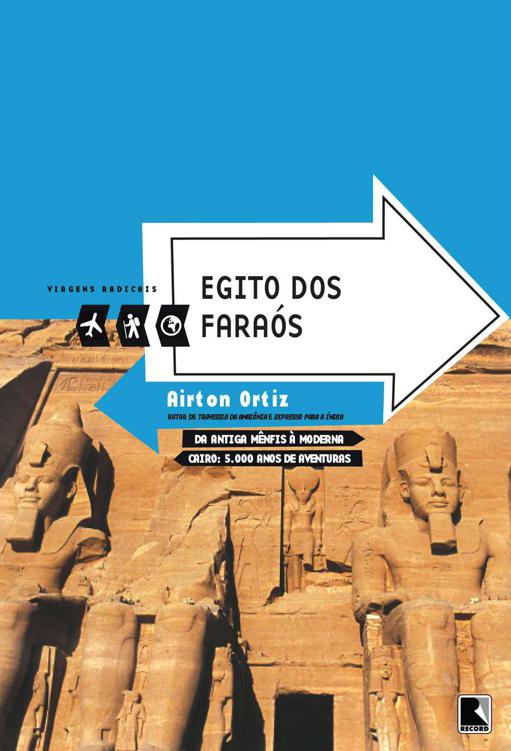 VIAGENS RADICAIS
EGITO DOS
FARAÓS
Airton Ortiz
AUTOR DE TRAVESSIA DA AMAZÔNIA E EXPRESSO PARA A ÍNDIA
DA ANTIGA MÊNFIS À MODERNA
CAIRO: 5.000 ANOS DE AVENTURAS
RECORD